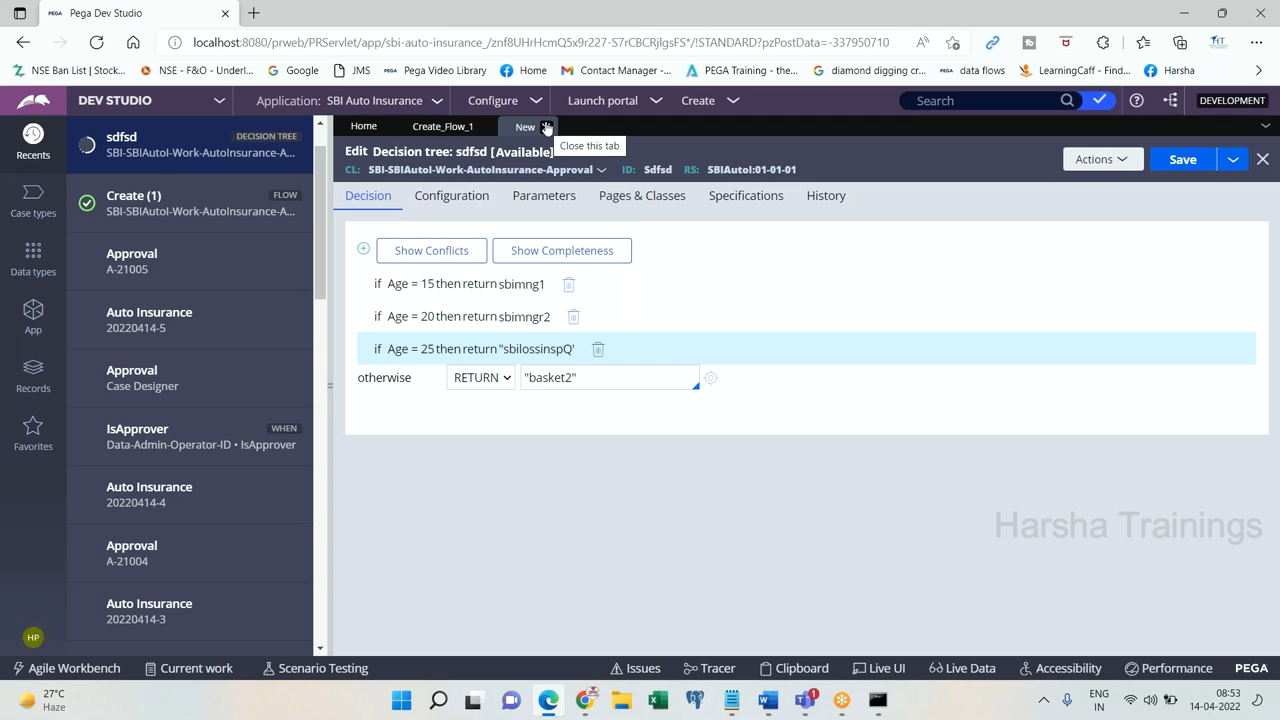 Pega Dev Studio
localhost:8080/prweb/PRServlet/app/sbi-auto-insurance_/znf8UHrHcmQ5x9r227-S7rCBCRjlgsFS*/!STANDARD?pzPostData=-337950710
NSE Ban List | Stock... NSE - F&O - Underl... Google JMS Pega Video Library Home Contact Manager -... PEGA Training - the... diamond digging cr... data flows LearningCaff - Find... Harsha
DEV STUDIO Application: SBI Auto Insurance Configure Launch portal Create Search DEVELOPMENT
Home Create_Flow_1 New
Close this tab
Edit Decision tree: sdfsd [Available]
CL: SBI-SBIAutoI-Work-AutoInsurance-Approval ID: Sdfsd RS: SBIAutoI:01-01-01
Actions Save
Decision Configuration Parameters Pages & Classes Specifications History
Show Conflicts Show Completeness
if Age = 15 then return sbimng1
if Age = 20 then return sbimngr2
if Age = 25 then return "sbilossinspQ'
otherwise RETURN "basket2"
Recents
Case types
Data types
App
Records
Favorites
HP
sdfsd DECISION TREE
SBI-SBIAutoI-Work-AutoInsurance-A...
Create (1) FLOW
SBI-SBIAutoI-Work-AutoInsurance-A...
Approval
A-21005
Auto Insurance
20220414-5
Approval
Case Designer
IsApprover WHEN
Data-Admin-Operator-ID • IsApprover
Auto Insurance
20220414-4
Approval
A-21004
Auto Insurance
20220414-3
Harsha Trainings
Agile Workbench Current work Scenario Testing Issues Tracer Clipboard Live UI Live Data Accessibility Performance PEGA
27°C
Haze
ENG
IN
08:53
14-04-2022